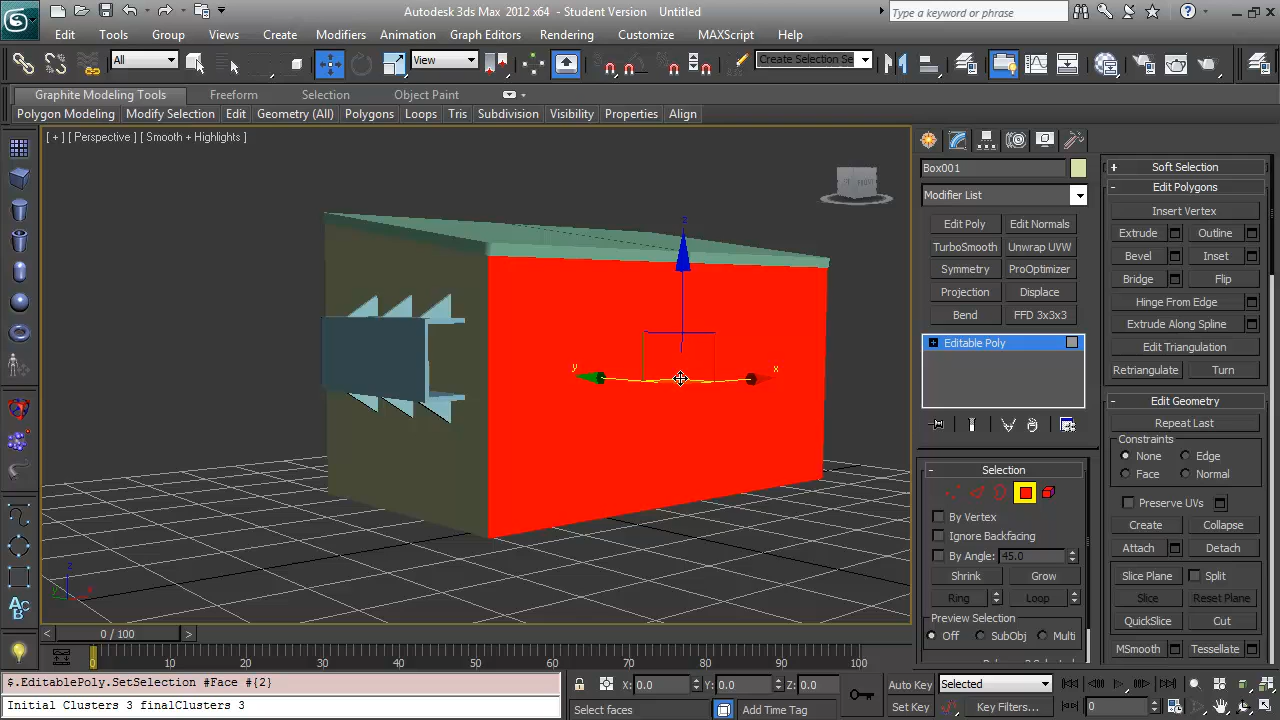 Autodesk 3ds Max 2012 x64 - Student Version Untitled
Type a keyword or phrase
Edit Tools Group Views Create Modifiers Animation Graph Editors Rendering Customize MAXScript Help
All View Create Selection Se
Graphite Modeling Tools Freeform Selection Object Paint
Polygon Modeling Modify Selection Edit Geometry (All) Polygons Loops Tris Subdivision Visibility Properties Align
[ + ] [ Perspective ] [ Smooth + Highlights ]
FRONT
z
y
x
z
y x
Box001
Modifier List
Edit Poly Edit Normals
TurboSmooth Unwrap UVW
Symmetry ProOptimizer
Projection Displace
Bend FFD 3x3x3
Editable Poly
Selection
By Vertex
Ignore Backfacing
By Angle: 45.0
Shrink Grow
Ring Loop
Preview Selection
Off SubObj Multi
Soft Selection
Edit Polygons
Insert Vertex
Extrude Outline
Bevel Inset
Bridge Flip
Hinge From Edge
Extrude Along Spline
Edit Triangulation
Retriangulate Turn
Edit Geometry
Repeat Last
Constraints
None Edge
Face Normal
Preserve UVs
Create Collapse
Attach Detach
Slice Plane Split
Slice Reset Plane
QuickSlice Cut
MSmooth Tessellate
0 / 100
0 10 20 30 40 50 60 70 80 90 100
$.EditablePoly.SetSelection #Face #{2}
Initial Clusters 3 finalClusters 3
X: 0.0 Y: 0.0 Z: 0.0
Select faces Add Time Tag
Auto Key Selected
Set Key Key Filters... 0